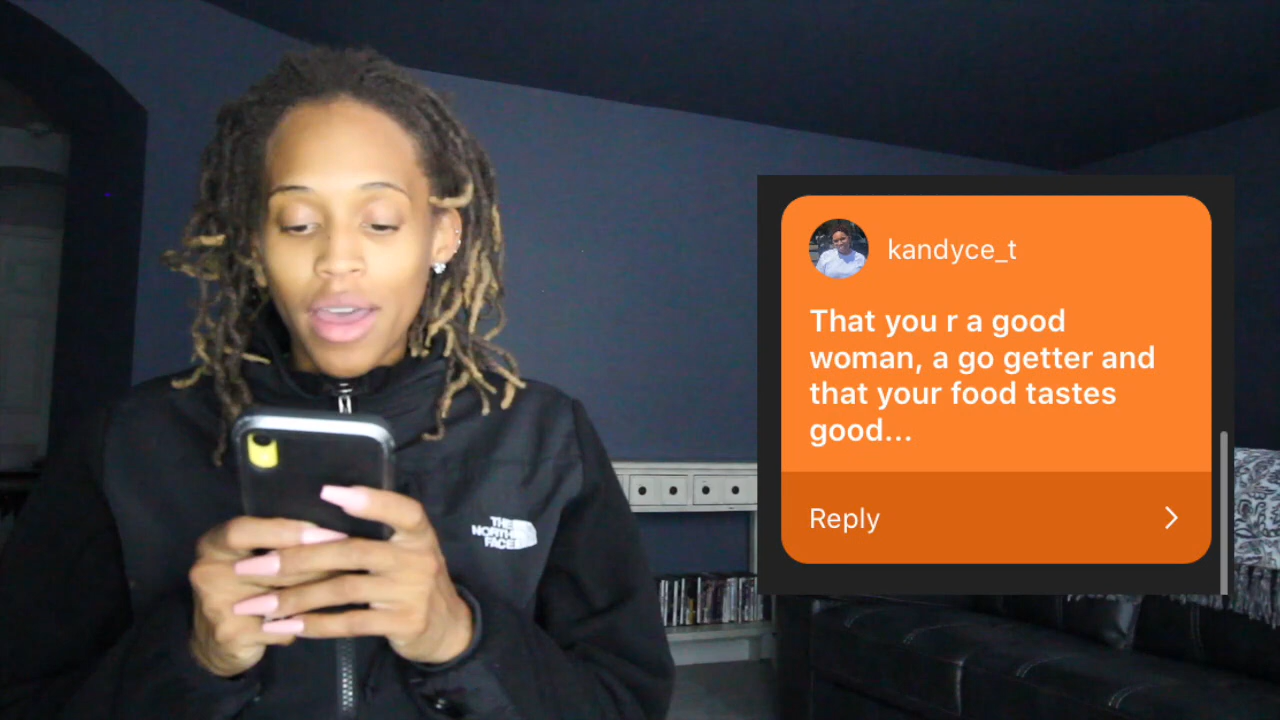 kandyce_t
That you r a good
woman, a go getter and
that your food tastes
good...
Reply
THE
NORTH
FACE